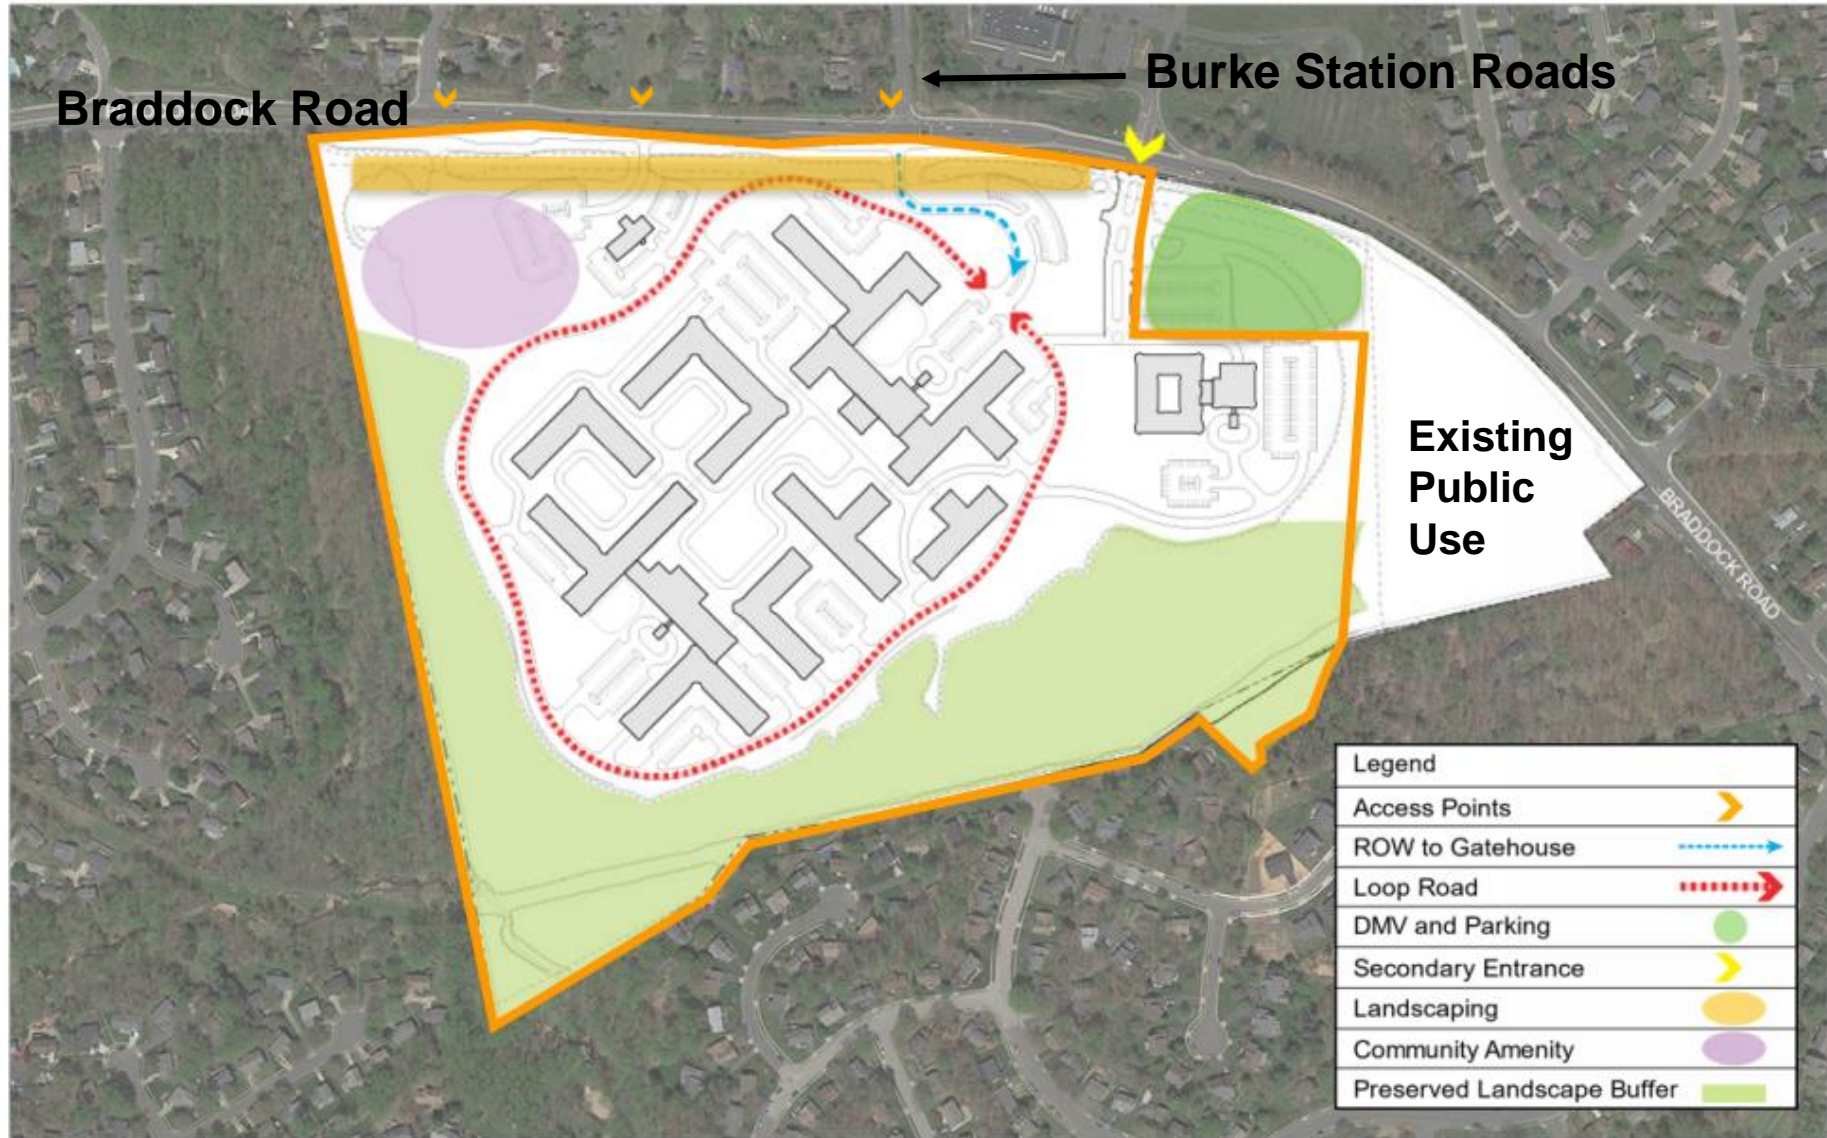 Burke Station Roads
Braddock Road
Existing
Public
Use
BRADDOCK ROAD
Legend
Access Points
ROW to Gatehouse
Loop Road
DMV and Parking
Secondary Entrance
Landscaping
Community Amenity
Preserved Landscape Buffer